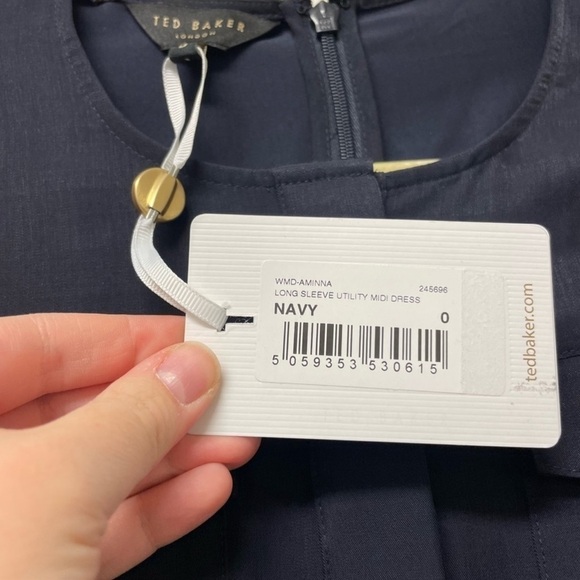 TED BAKER
LONDON
WMD-AMINNA 245696
LONG SLEEVE UTILITY MIDI DRESS
NAVY 0
5 059353 530615
tedbaker.com